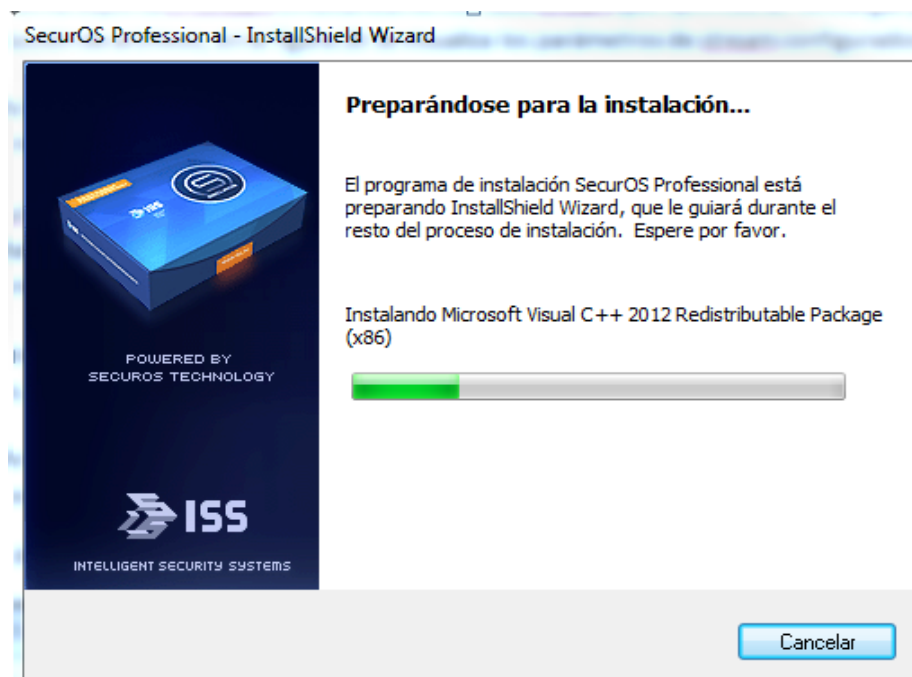 SecurOS Professional - InstallShield Wizard
Preparándose para la instalación...
El programa de instalación SecurOS Professional está
preparando InstallShield Wizard, que le guiará durante el
resto del proceso de instalación. Espere por favor.
Instalando Microsoft Visual C++ 2012 Redistributable Package
(x86)
ISS
POWERED BY
SECUROS TECHNOLOGY
ISS
INTELLIGENT SECURITY SYSTEMS
Cancelar